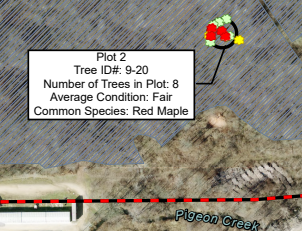 Plot 2
Tree ID#: 9-20
Number of Trees in Plot: 8
Average Condition: Fair
Common Species: Red Maple
Pigeon Creek